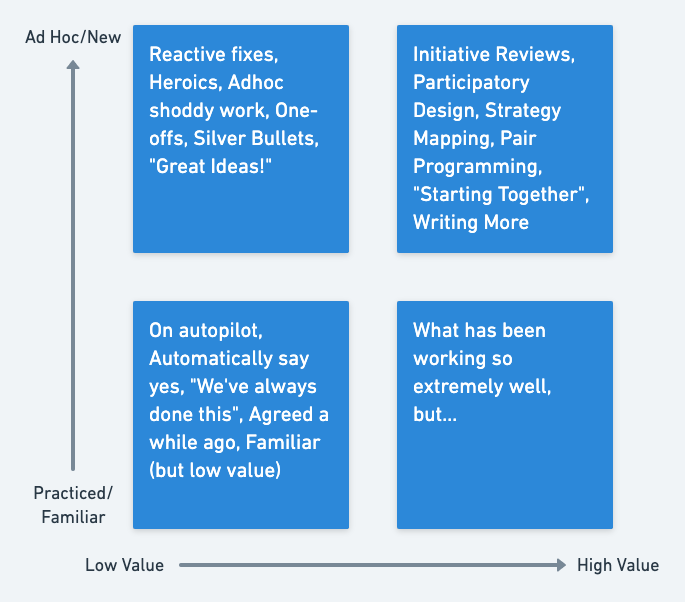 Ad Hoc/New
Reactive fixes,
Heroics, Adhoc
shoddy work, One-
offs, Silver Bullets,
"Great Ideas!"
Initiative Reviews,
Participatory
Design, Strategy
Mapping, Pair
Programming,
"Starting Together",
Writing More
On autopilot,
Automatically say
yes, "We've always
done this", Agreed a
while ago, Familiar
(but low value)
What has been
working so
extremely well,
but...
Practiced/
Familiar
Low Value
High Value